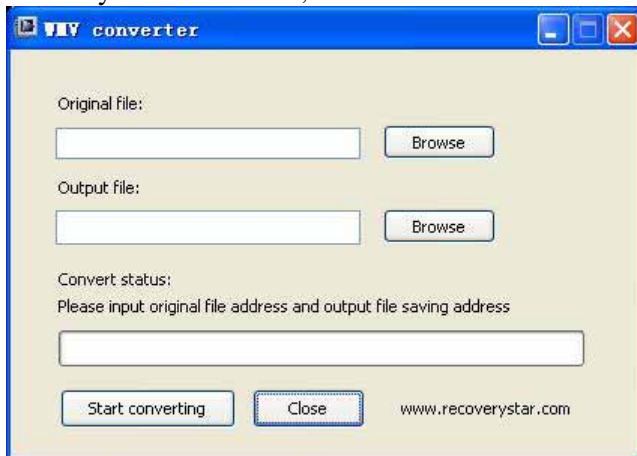 WMV converter
Original file:
Browse
Output file:
Browse
Convert status:
Please input original file address and output file saving address
Start converting Close www.recoverystar.com